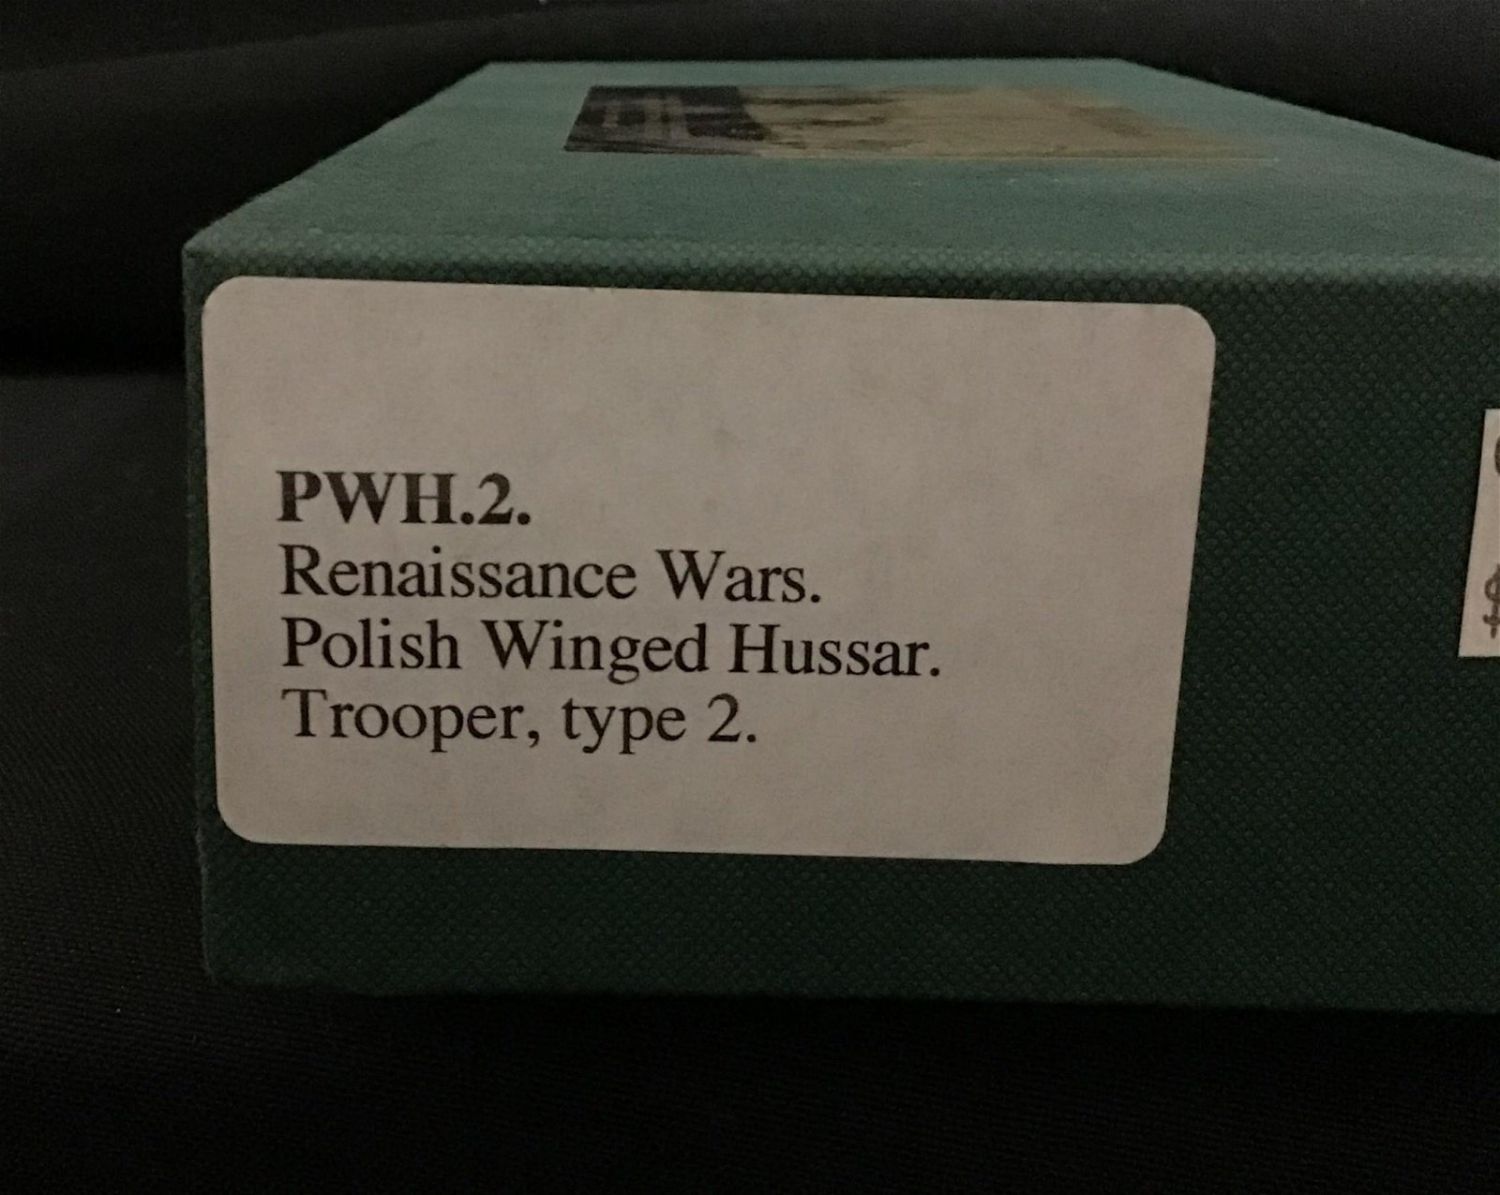 PWH.2.
Renaissance Wars.
Polish Winged Hussar.
Trooper, type 2.
$